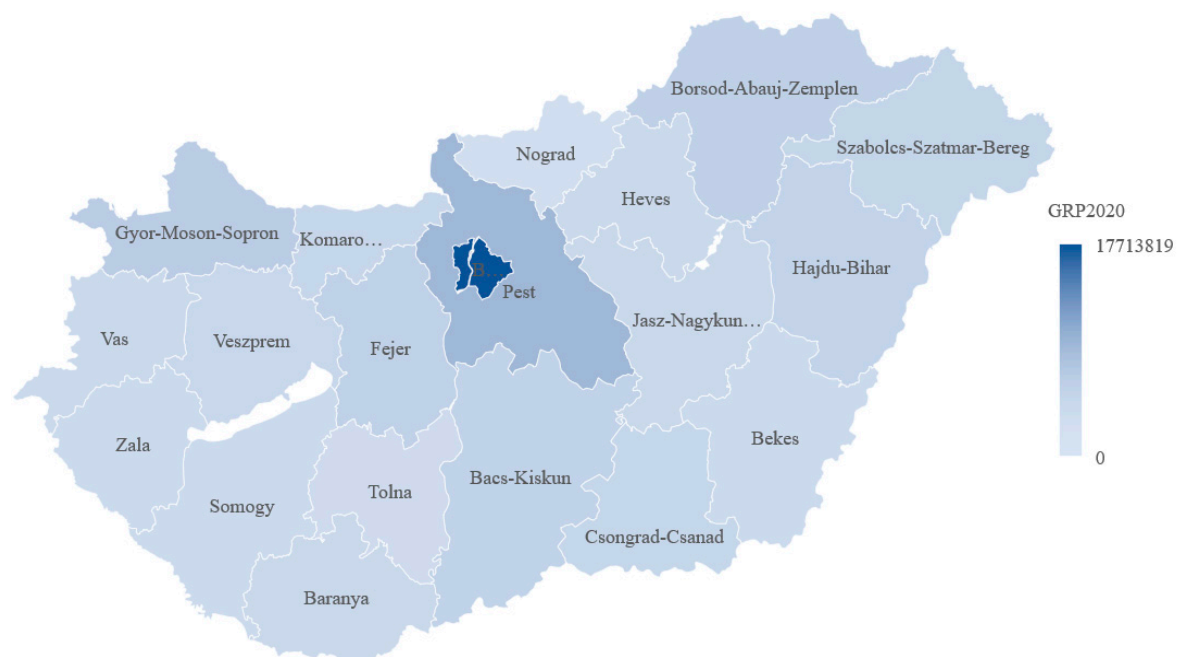 Borsod-Abauj-Zemplen
Szabolcs-Szatmar-Bereg
Nograd
Heves
GRP2020
17713819
Gyor-Moson-Sopron
Komaro…
Hajdu-Bihar
B…
Pest
Jasz-Nagykun…
Vas
Veszprem
Fejer
Bekes
Zala
0
Bacs-Kiskun
Tolna
Somogy
Csongrad-Csanad
Baranya